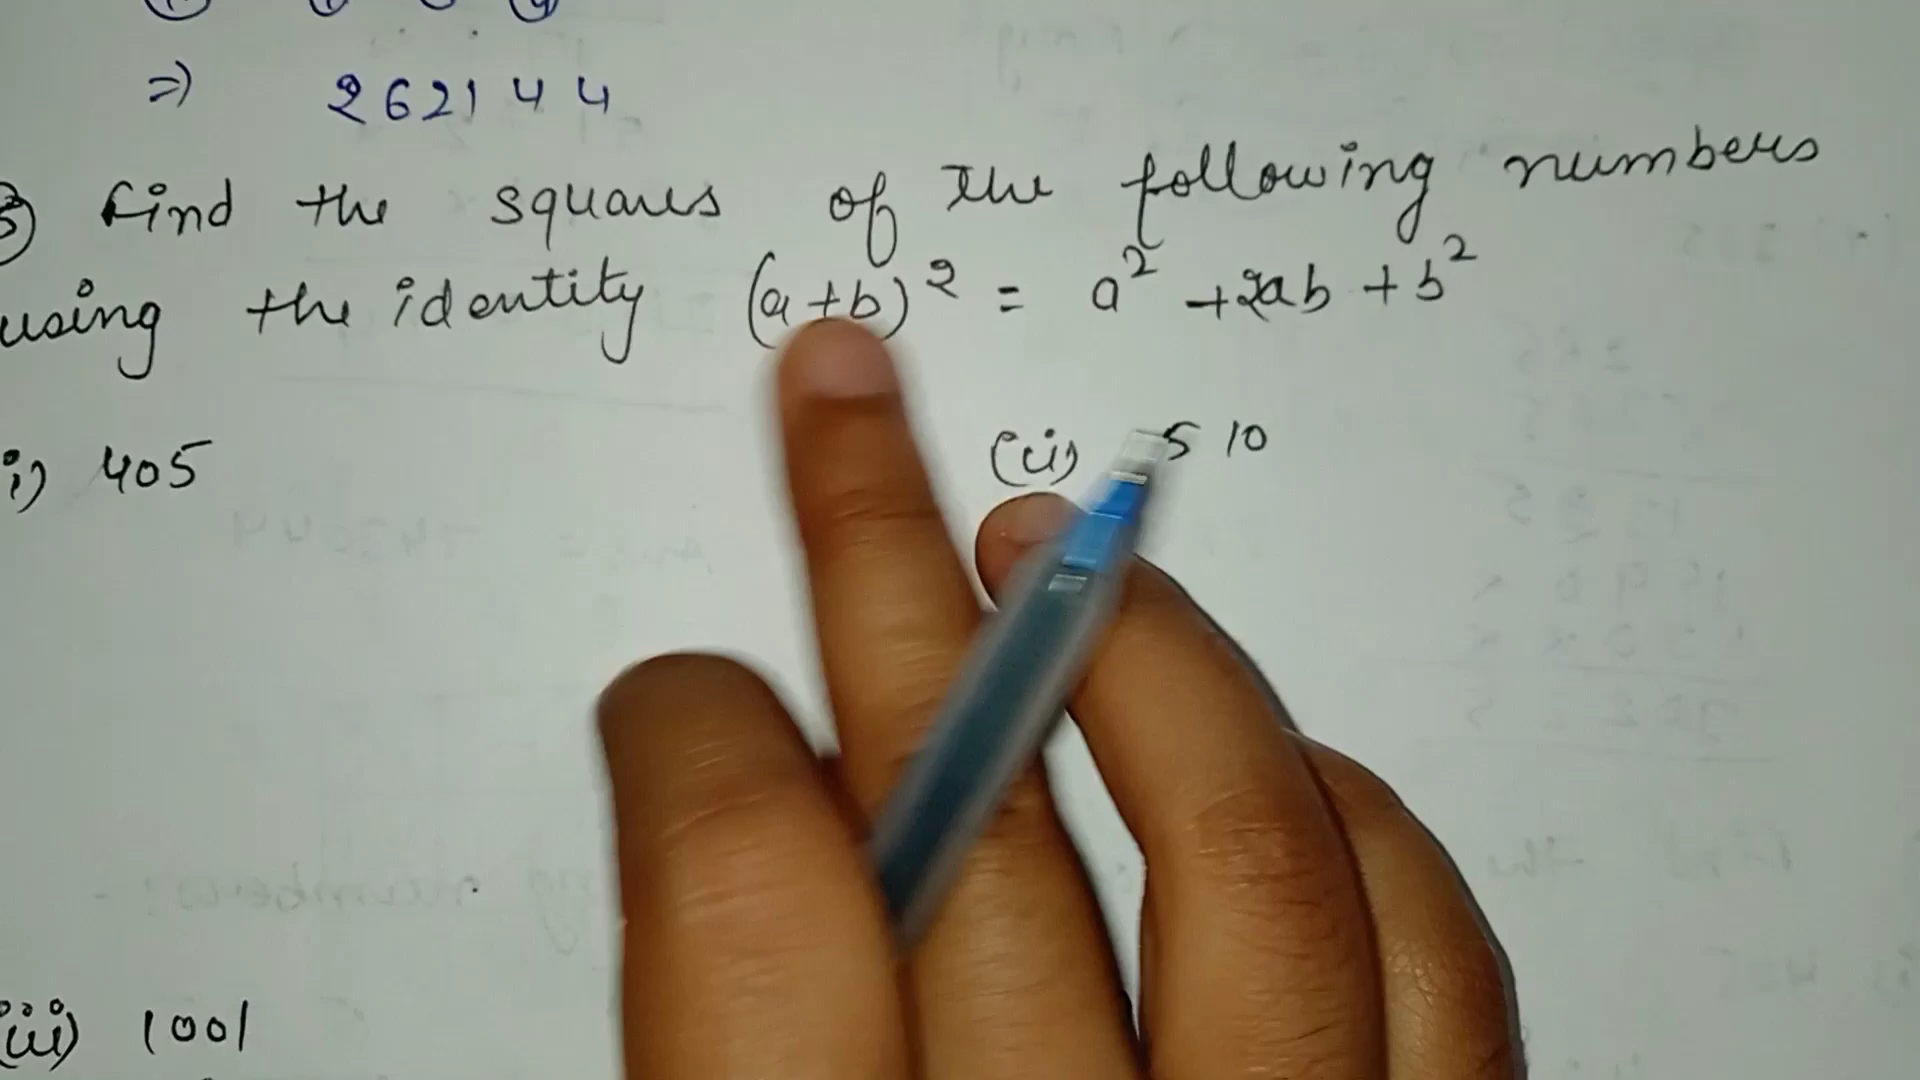 =) 262144
Find the squares of the following numbers
using the identity (a+b)² = a² +2ab +b²
i) 405 (ii) 510
(iii) 1001